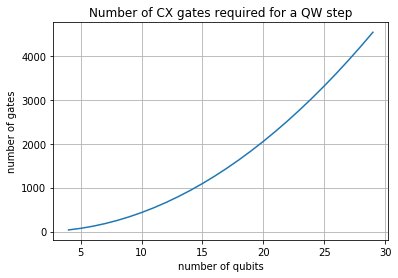 Number of CX gates required for a QW step
number of gates
4000
3000
2000
1000
0
5 10 15 20 25 30
number of qubits